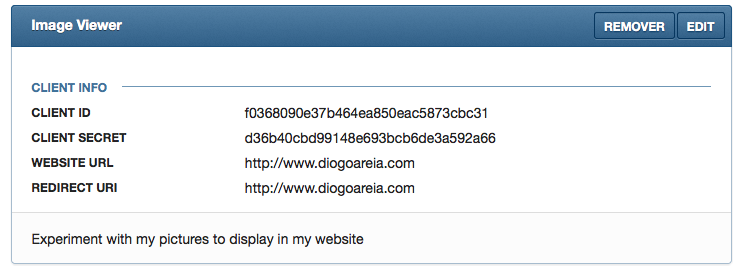 Image Viewer REMOVER EDIT
CLIENT INFO
CLIENT ID f0368090e37b464ea850eac5873cbc31
CLIENT SECRET d36b40cbd99148e693bcb6de3a592a66
WEBSITE URL http://www.diogoareia.com
REDIRECT URI http://www.diogoareia.com
Experiment with my pictures to display in my website